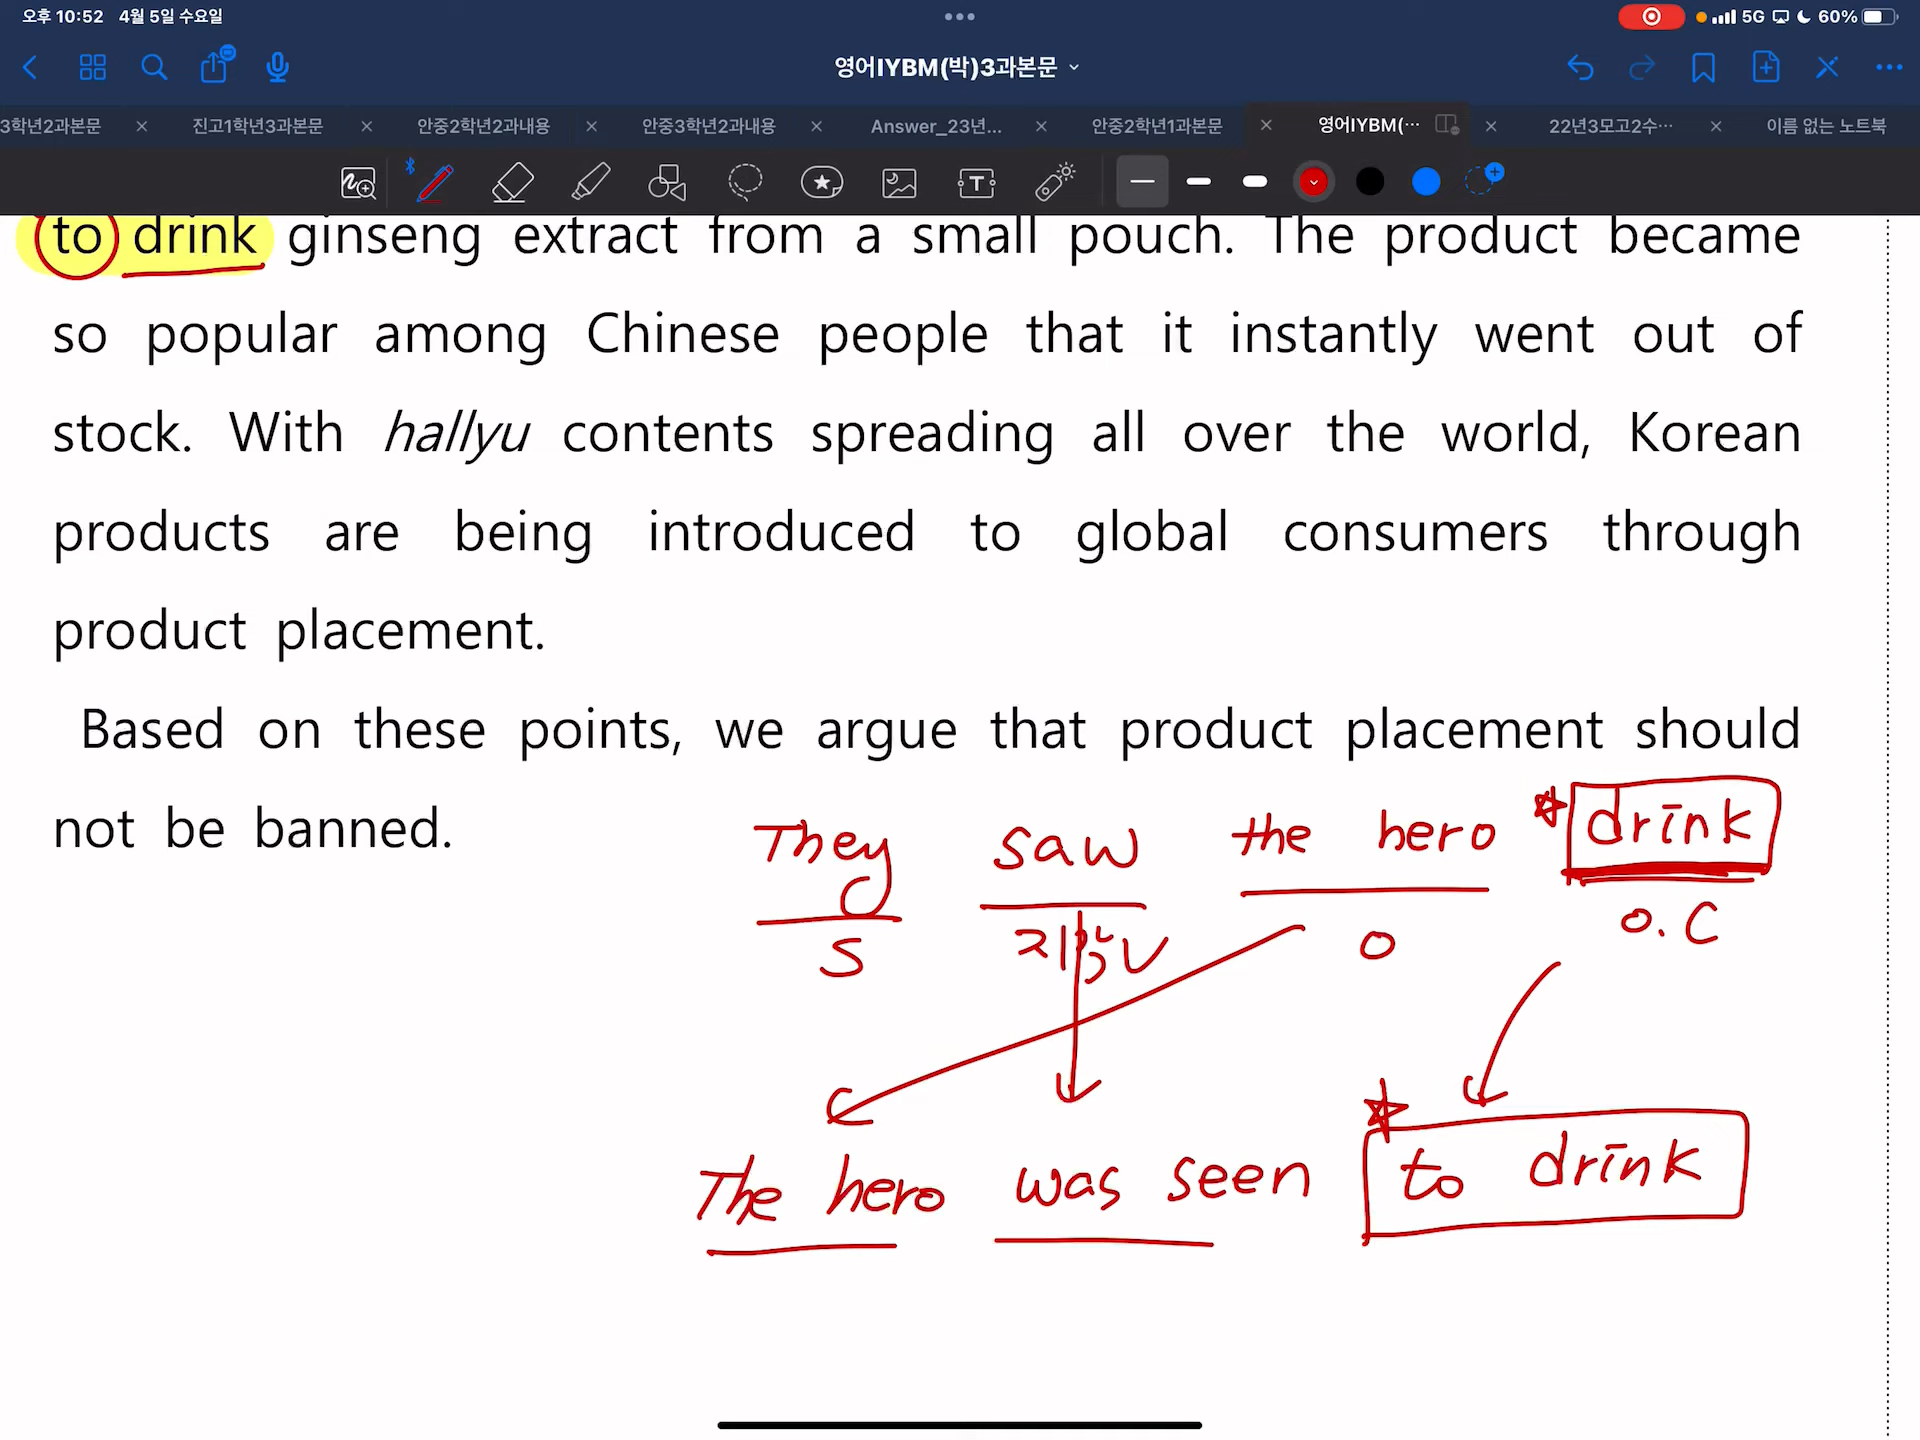 오후 10:52 4월 5일 수요일
5G 60%
영어IYBM(박)3과본문
3학년2과본문 진고1학년3과본문 안중2학년2과내용 안중3학년2과내용 Answer_23년... 안중2학년1과본문 영어IYBM(... 22년3모고2수... 이름 없는 노트북
to drink ginseng extract from a small pouch. The product became
so popular among Chinese people that it instantly went out of
stock. With hallyu contents spreading all over the world, Korean
products are being introduced to global consumers through
product placement.
Based on these points, we argue that product placement should
not be banned.
They saw the hero drink
S 지각V O O.C
The hero was seen to drink